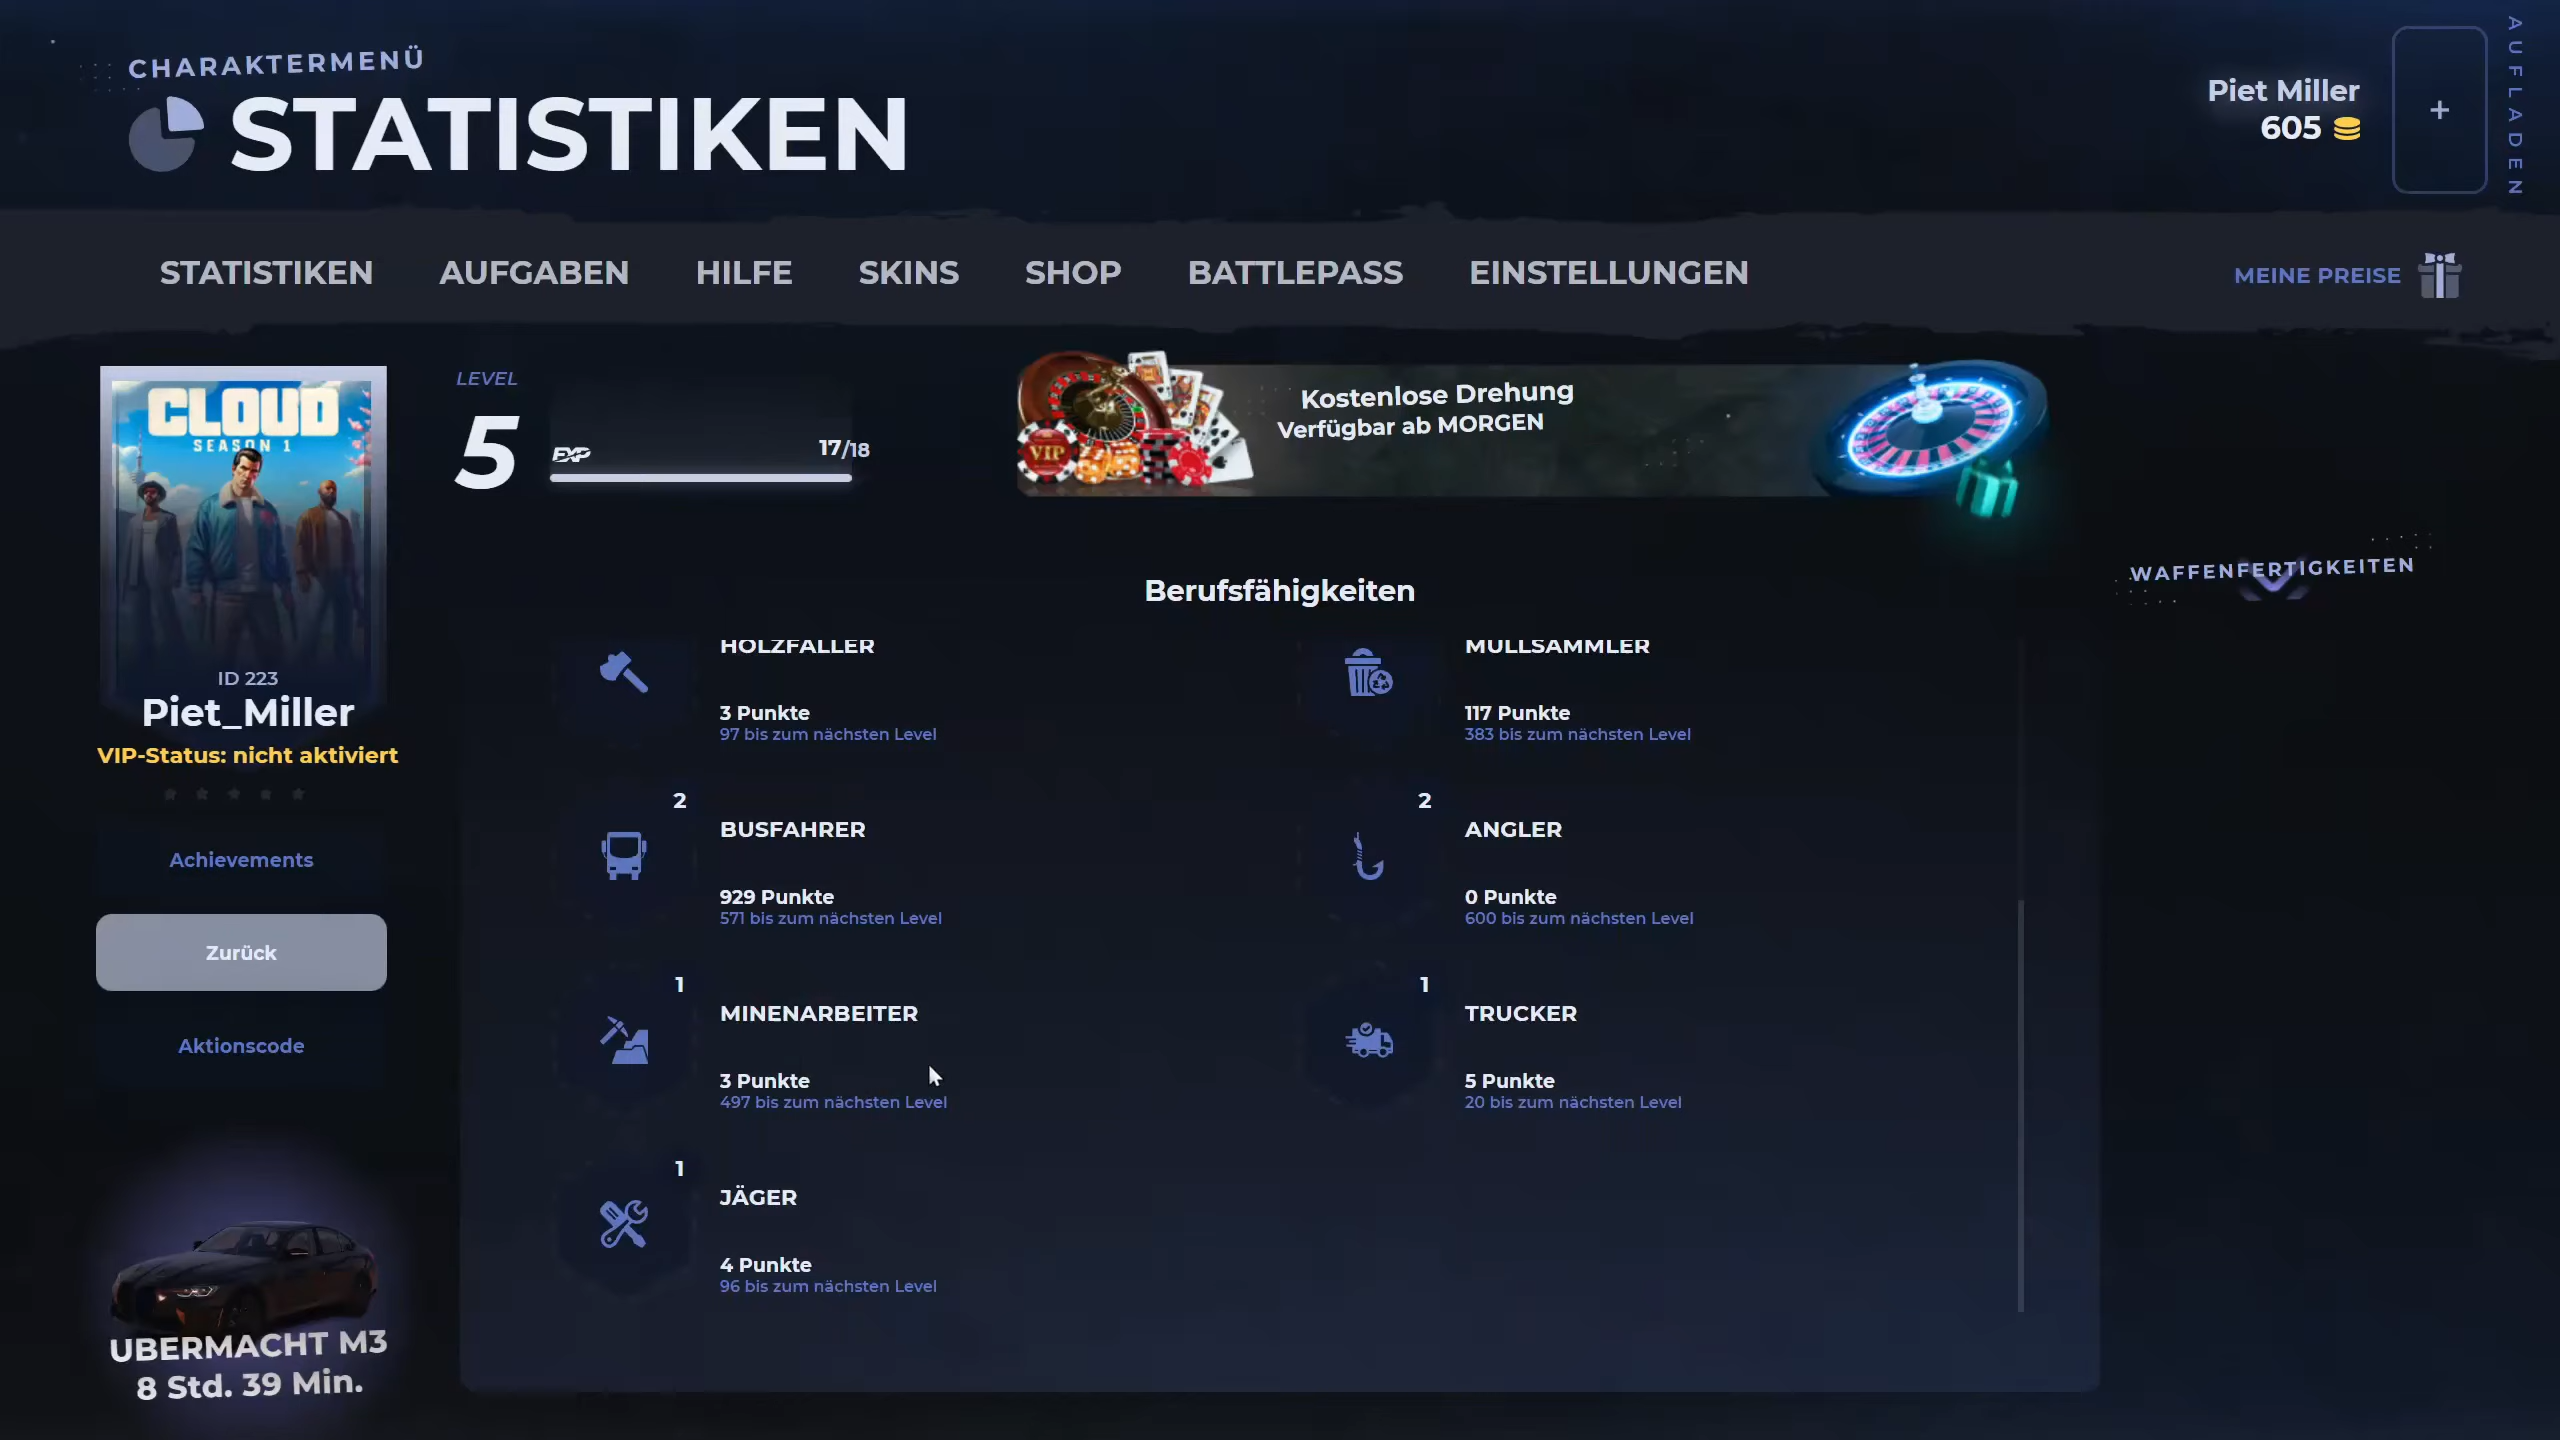 CHARAKTERMENÜ
STATISTIKEN
Piet Miller
605
+
AUFLADEN
STATISTIKEN AUFGABEN HILFE SKINS SHOP BATTLEPASS EINSTELLUNGEN
MEINE PREISE
CLOUD
SEASON 1
ID 223
Piet_Miller
VIP-Status: nicht aktiviert
Achievements
Zurück
Aktionscode
UBERMACHT M3
8 Std. 39 Min.
LEVEL
5
EXP
17/18
VIP
Kostenlose Drehung
Verfügbar ab MORGEN
WAFFENFERTIGKEITEN
Berufsfähigkeiten
HOLZFÄLLER
3 Punkte
97 bis zum nächsten Level
MÜLLSAMMLER
117 Punkte
383 bis zum nächsten Level
2
BUSFAHRER
929 Punkte
571 bis zum nächsten Level
2
ANGLER
0 Punkte
600 bis zum nächsten Level
1
MINENARBEITER
3 Punkte
497 bis zum nächsten Level
1
TRUCKER
5 Punkte
20 bis zum nächsten Level
1
JÄGER
4 Punkte
96 bis zum nächsten Level